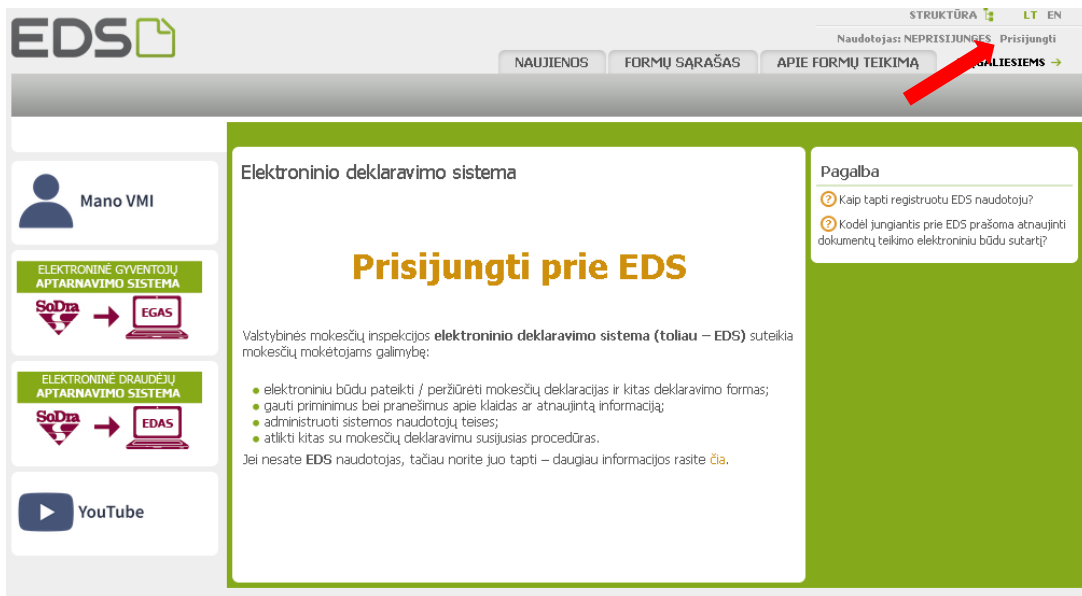 EDS
STRUKTŪRA LT EN
Naudotojas: NEPRISIJUNGĘS Prisijungti
NAUJIENOS FORMŲ SĄRAŠAS APIE FORMŲ TEIKIMĄ
Mano VMI
ELEKTRONINĖ GYVENTOJŲ
APTARNAVIMO SISTEMA
SoDra EGAS
ELEKTRONINĖ DRAUDĖJŲ
APTARNAVIMO SISTEMA
SoDra EDAS
YouTube
Elektroninio deklaravimo sistema
Prisijungti prie EDS
Valstybinės mokesčių inspekcijos elektroninio deklaravimo sistema (toliau – EDS) suteikia
mokesčių mokėtojams galimybę:
elektroniniu būdu pateikti / peržiūrėti mokesčių deklaracijas ir kitas deklaravimo formas;
gauti priminimus bei pranešimus apie klaidas ar atnaujintą informaciją;
administruoti sistemos naudotojų teises;
atlikti kitas su mokesčių deklaravimu susijusias procedūras.
Jei nesate EDS naudotojas, tačiau norite juo tapti – daugiau informacijos rasite čia.
Pagalba
Kaip tapti registruotu EDS naudotoju?
Kodėl jungiantis prie EDS prašoma atnaujinti
dokumentų teikimo elektroniniu būdu sutartį?